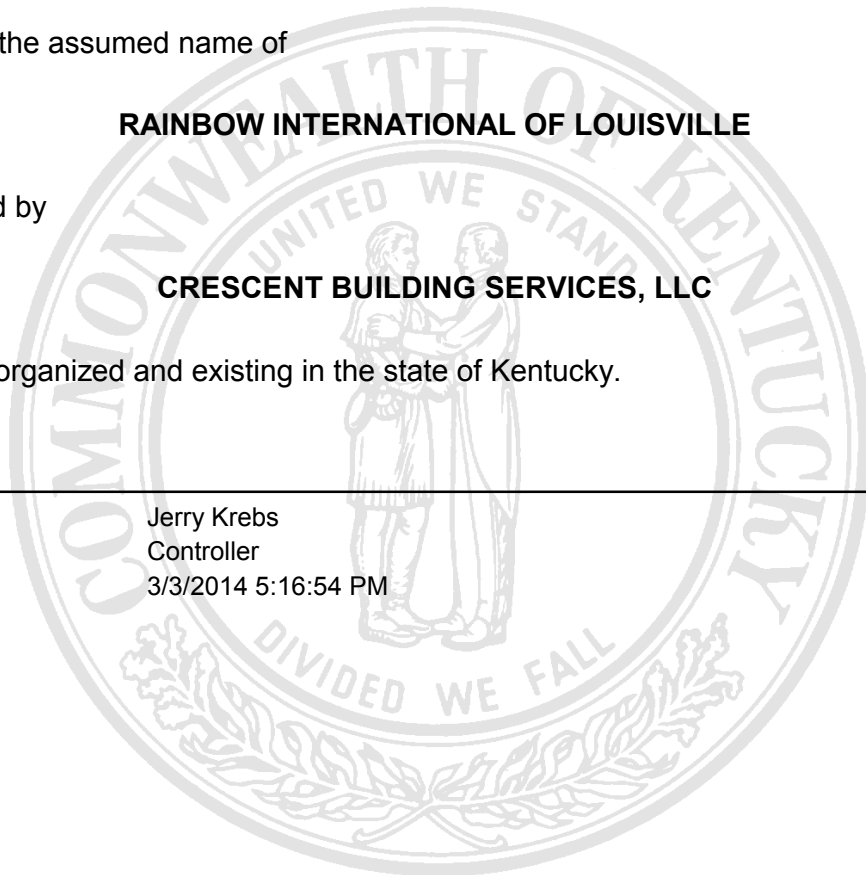 the assumed name of
RAINBOW INTERNATIONAL OF LOUISVILLE
d by
CRESCENT BUILDING SERVICES, LLC
organized and existing in the state of Kentucky.
Jerry Krebs
Controller
3/3/2014 5:16:54 PM
COMMONWEALTH OF KENTUCKY
UNITED WE STAND
DIVIDED WE FALL